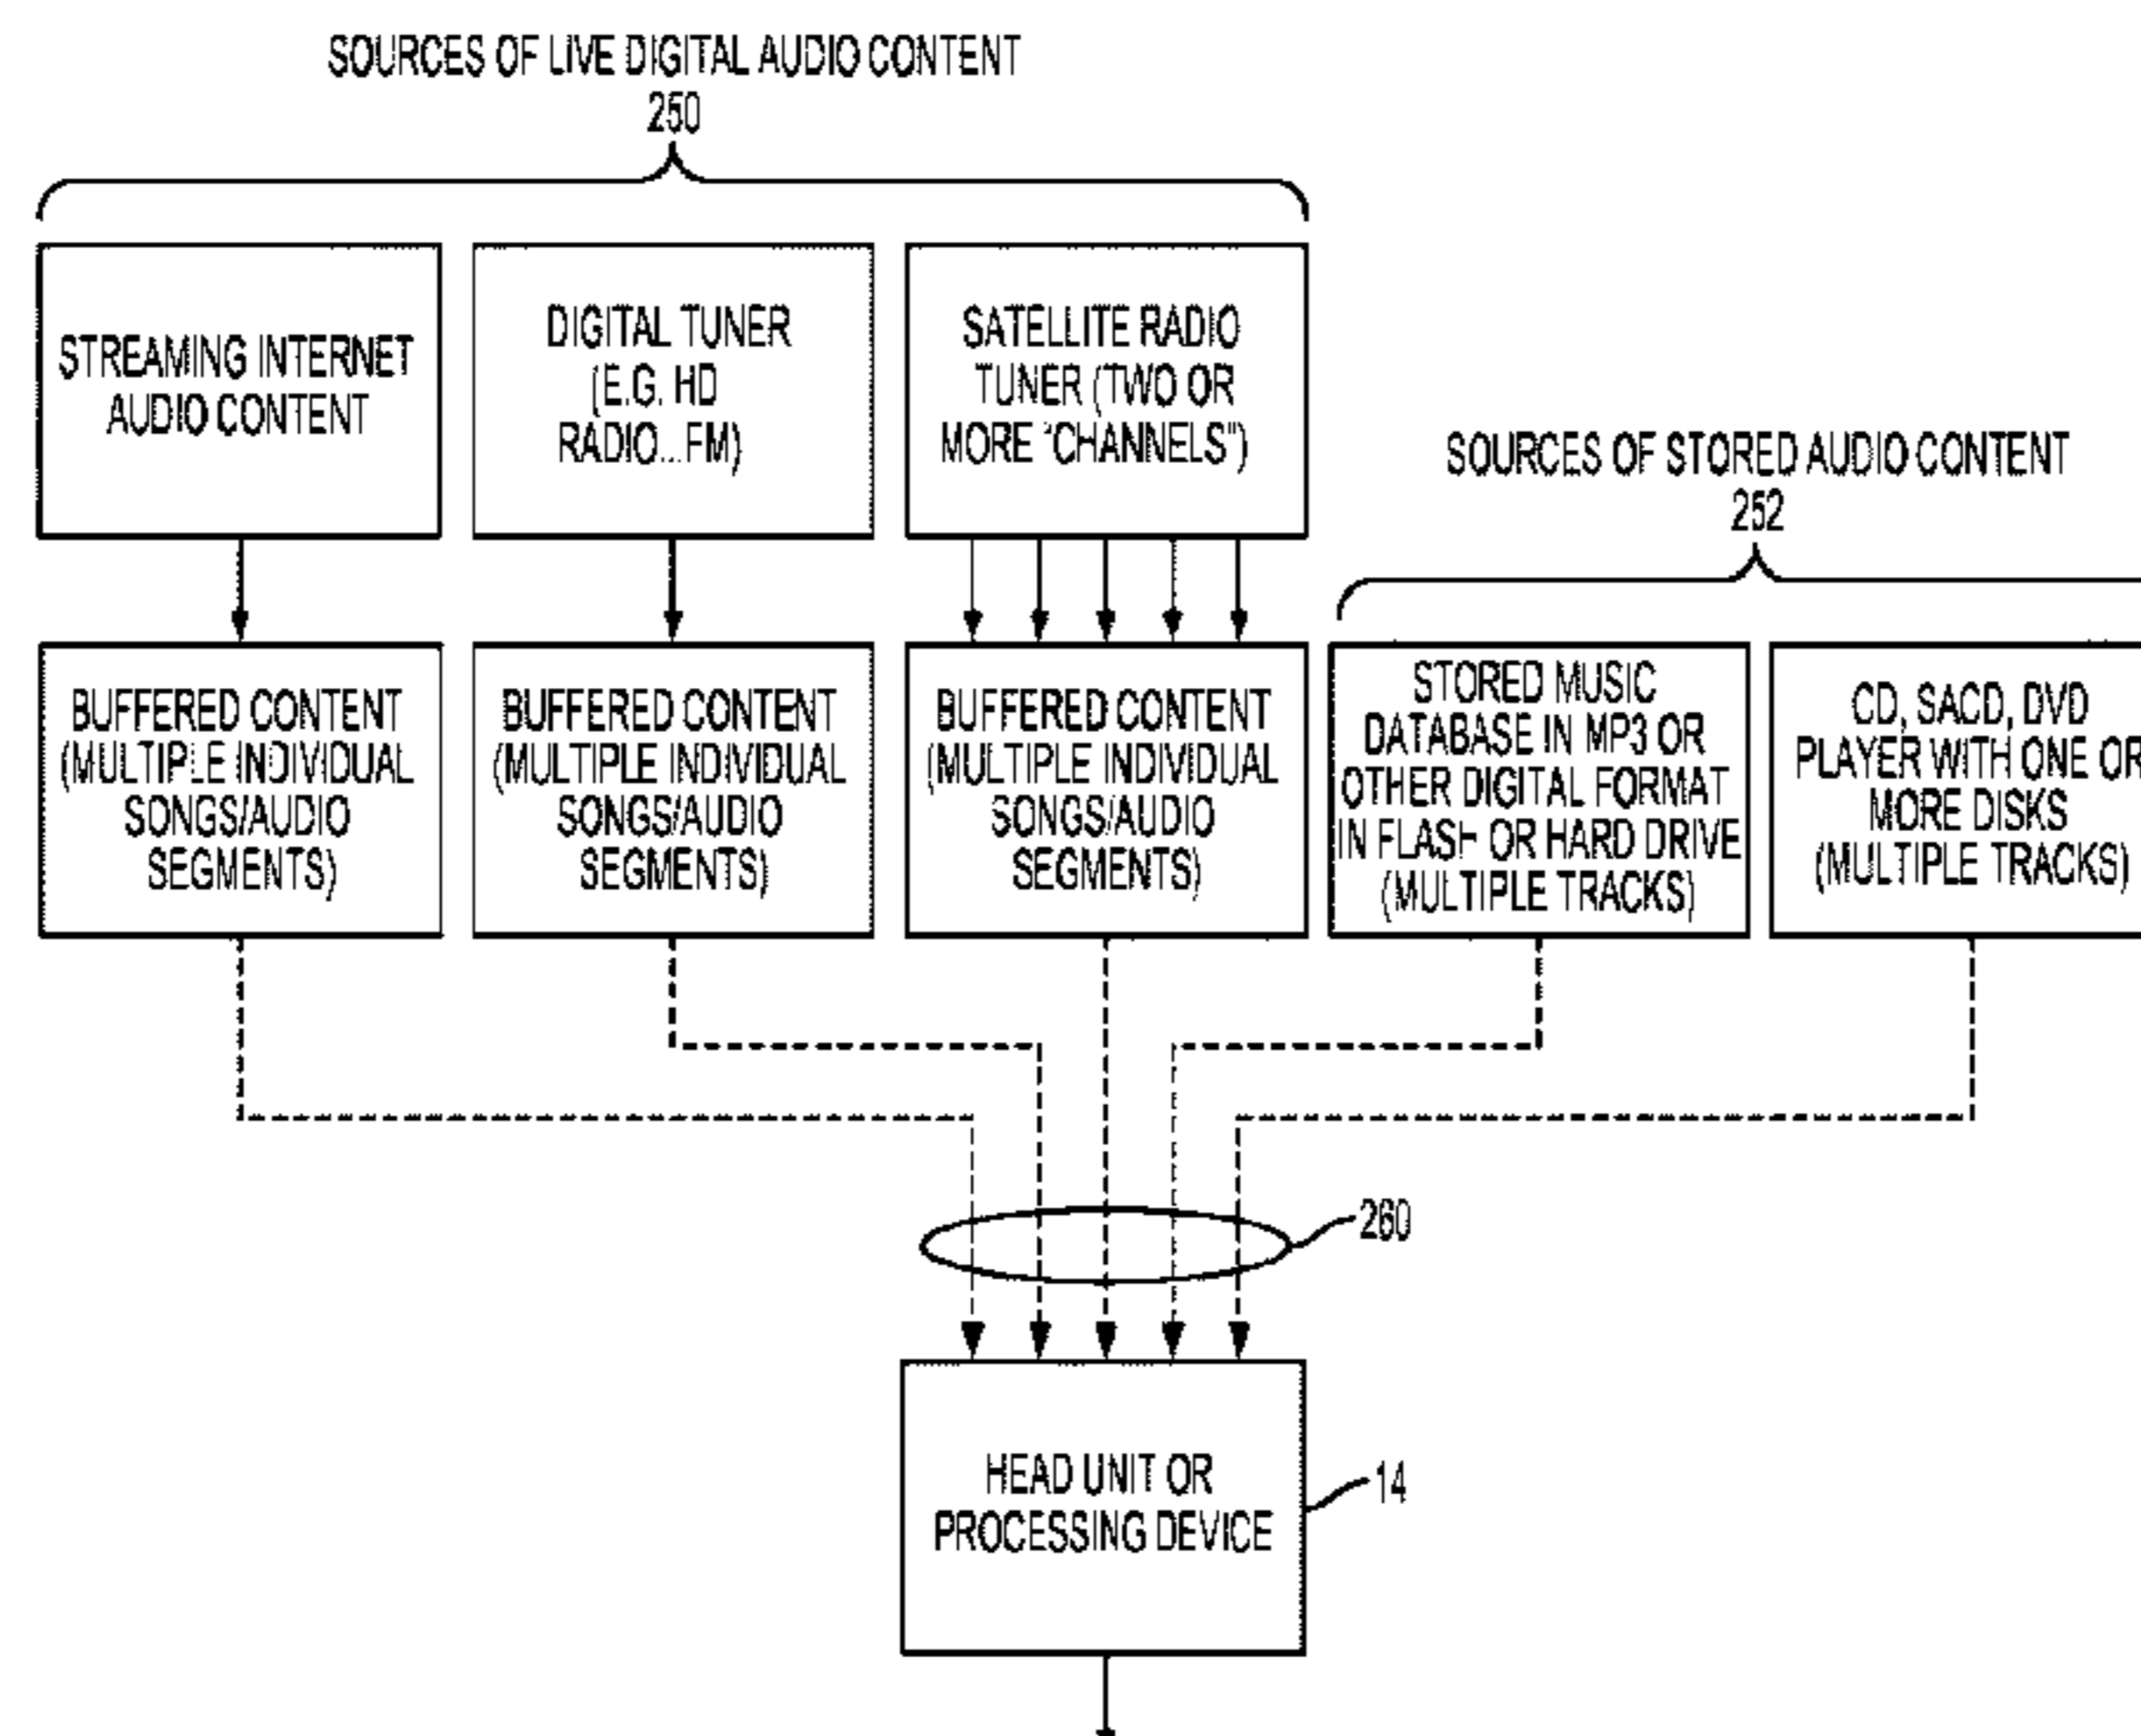 SOURCES OF LIVE DIGITAL AUDIO CONTENT
250
STREAMING INTERNET
AUDIO CONTENT
DIGITAL TUNER
(E.G. HD
RADIO...FM)
SATELLITE RADIO
TUNER (TWO OR
MORE "CHANNELS")
SOURCES OF STORED AUDIO CONTENT
252
BUFFERED CONTENT
(MULTIPLE INDIVIDUAL
SONGS/AUDIO
SEGMENTS)
BUFFERED CONTENT
(MULTIPLE INDIVIDUAL
SONGS/AUDIO
SEGMENTS)
BUFFERED CONTENT
(MULTIPLE INDIVIDUAL
SONGS/AUDIO
SEGMENTS)
STORED MUSIC
DATABASE IN MP3 OR
OTHER DIGITAL FORMAT
IN FLASH OR HARD DRIVE
(MULTIPLE TRACKS)
CD, SACD, DVD
PLAYER WITH ONE OR
MORE DISKS
(MULTIPLE TRACKS)
260
HEAD UNIT OR
PROCESSING DEVICE
14